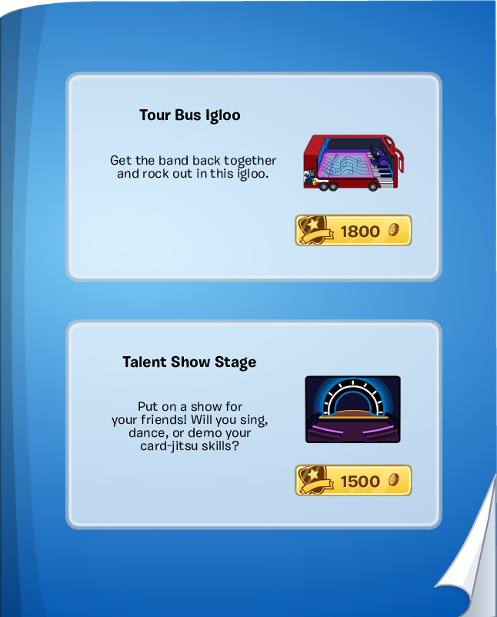 Tour Bus Igloo
Get the band back together
and rock out in this igloo.
1800
Talent Show Stage
Put on a show for
your friends! Will you sing,
dance, or demo your
card-jitsu skills?
1500